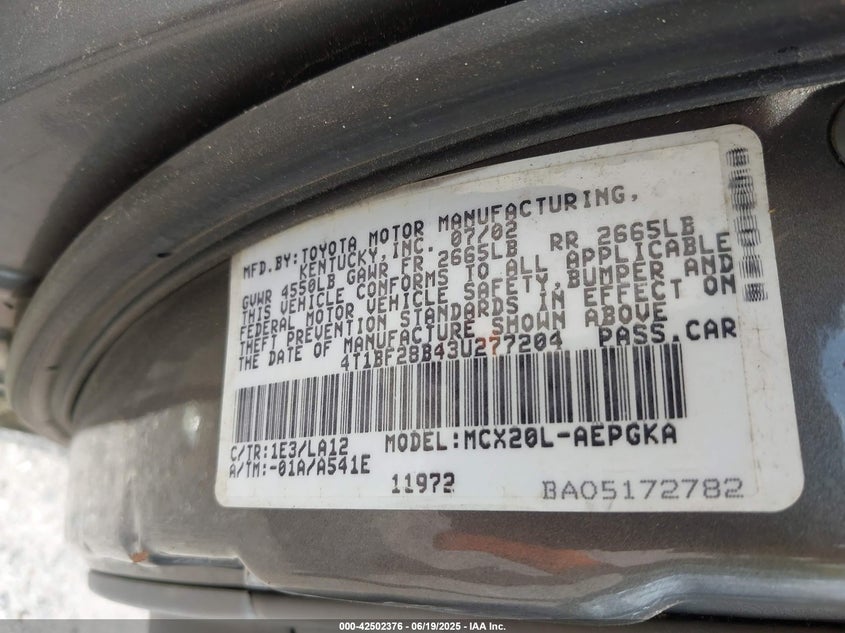 MFD.BY:TOYOTA MOTOR MANUFACTURING,
KENTUCKY,INC. 07/02
GVWR 4550LB GAWR FR 2665LB RR 2665LB
THIS VEHICLE CONFORMS TO ALL APPLICABLE
FEDERAL MOTOR VEHICLE SAFETY,BUMPER AND
THEFT PREVENTION STANDARDS IN EFFECT ON
THE DATE OF MANUFACTURE SHOWN ABOVE
4T1BF28B43U277204 PASS.CAR
C/TR:1E3/LA12 MODEL:MCX20L-AEPGKA
A/TM:-01A/A541E
11972 BAO5172782
000-42502376 | 06/19/2025 - IAA Inc.